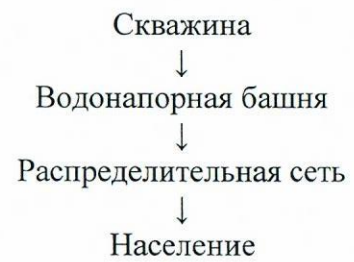 Скважина
↓
Водонапорная башня
↓
Распределительная сеть
↓
Население